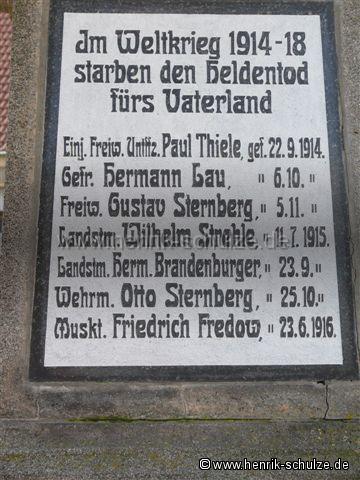 Im Weltkrieg 1914-18
starben den Heldentod
fürs Vaterland
Einj. Freiw. Untffz. Paul Thiele, gef. 22.9.1914.
Gefr. Hermann Lau, " 6.10. "
Freiw. Gustav Sternberg, " 5.11. "
Landstm. Wilhelm Strahle, " 11.7. 1915.
Landstm. Herm. Brandenburger, " 23.9. "
Wehrm. Otto Sternberg, " 25.10. "
Muskt. Friedrich Fredow, " 23.6.1916.
© www.henrik-schulze.de